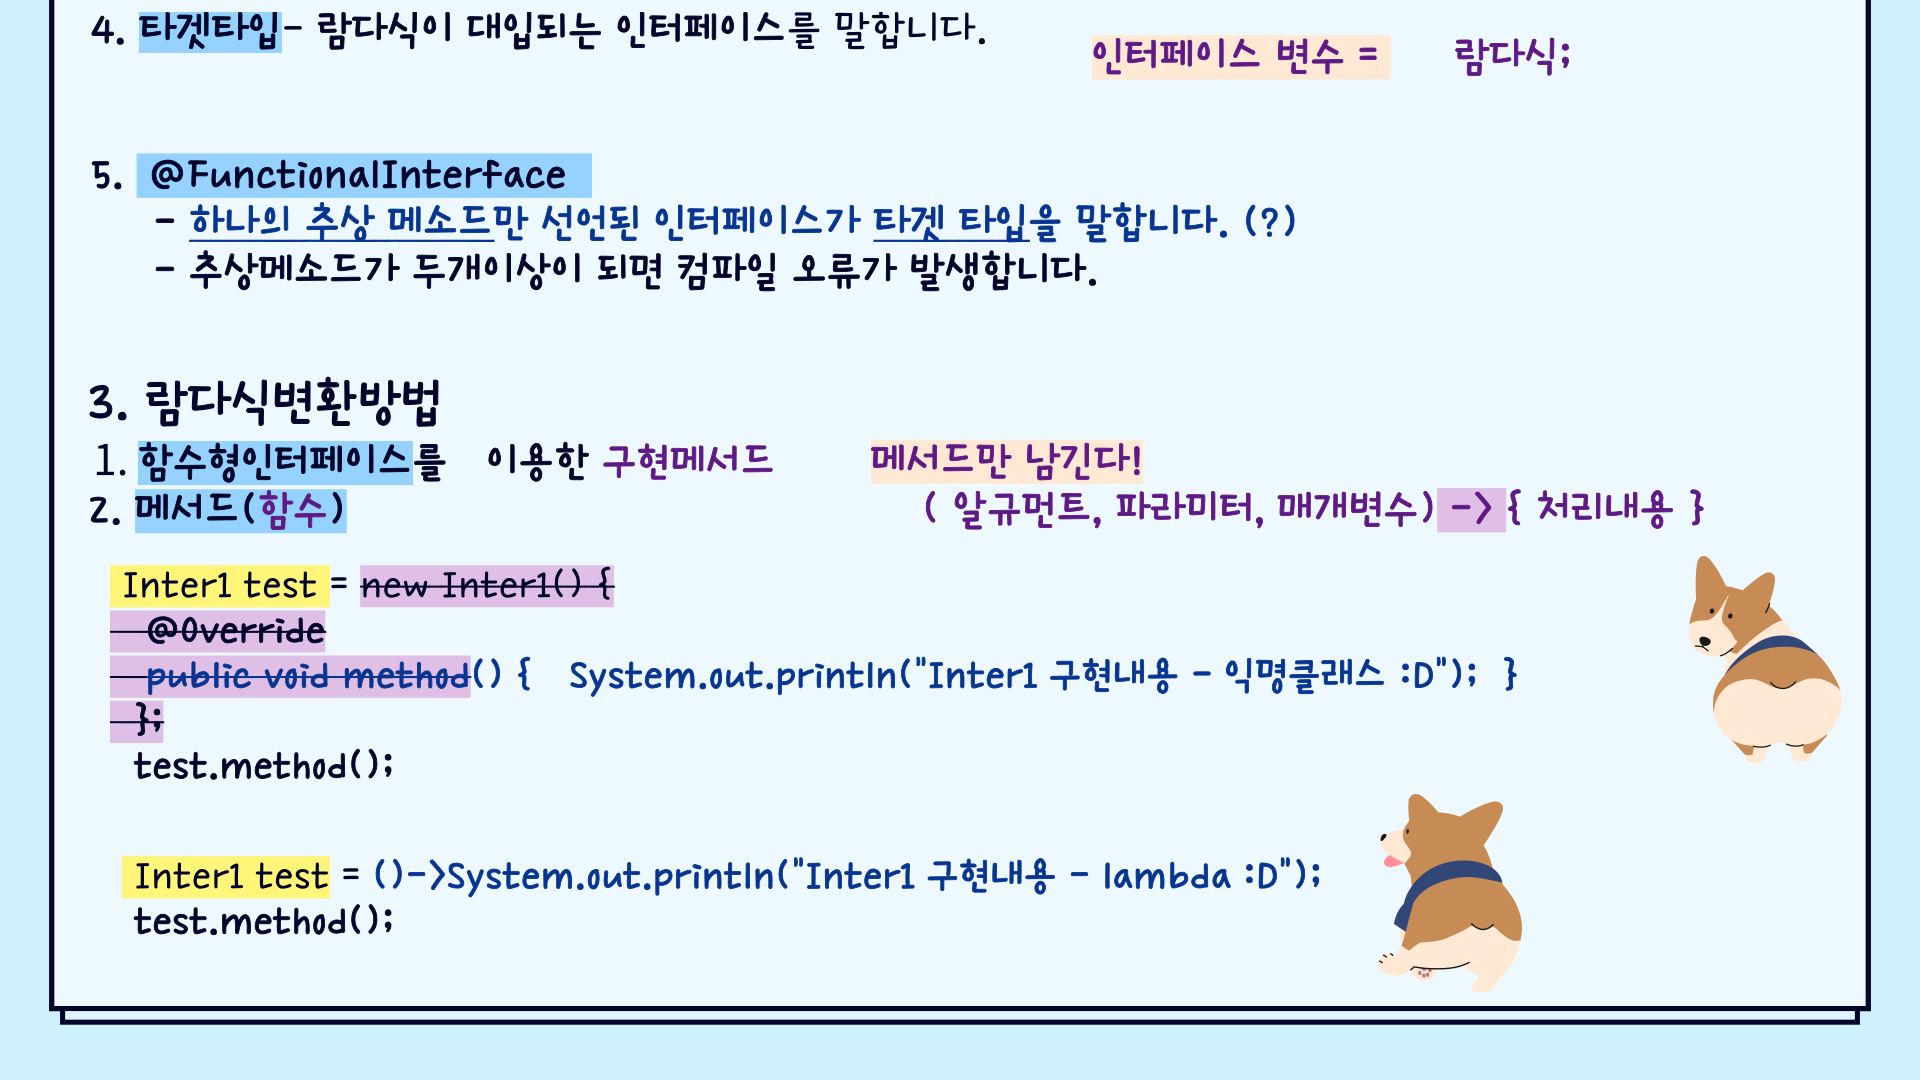 4. 타겟타입- 람다식이 대입되는 인터페이스를 말합니다.
인터페이스 변수 = 람다식;
5. @FunctionalInterface
- 하나의 추상 메소드만 선언된 인터페이스가 타겟 타입을 말합니다. (?)
- 추상메소드가 두개이상이 되면 컴파일 오류가 발생합니다.
3. 람다식변환방법
1. 함수형인터페이스를 이용한 구현메서드 메서드만 남긴다!
2. 메서드(함수) ( 알규먼트, 파라미터, 매개변수) -> { 처리내용 }
Inter1 test = new Inter1() {
@Override
public void method() { System.out.println("Inter1 구현내용 - 익명클래스 :D"); }
};
test.method();
Inter1 test = ()->System.out.println("Inter1 구현내용 - lambda :D");
test.method();